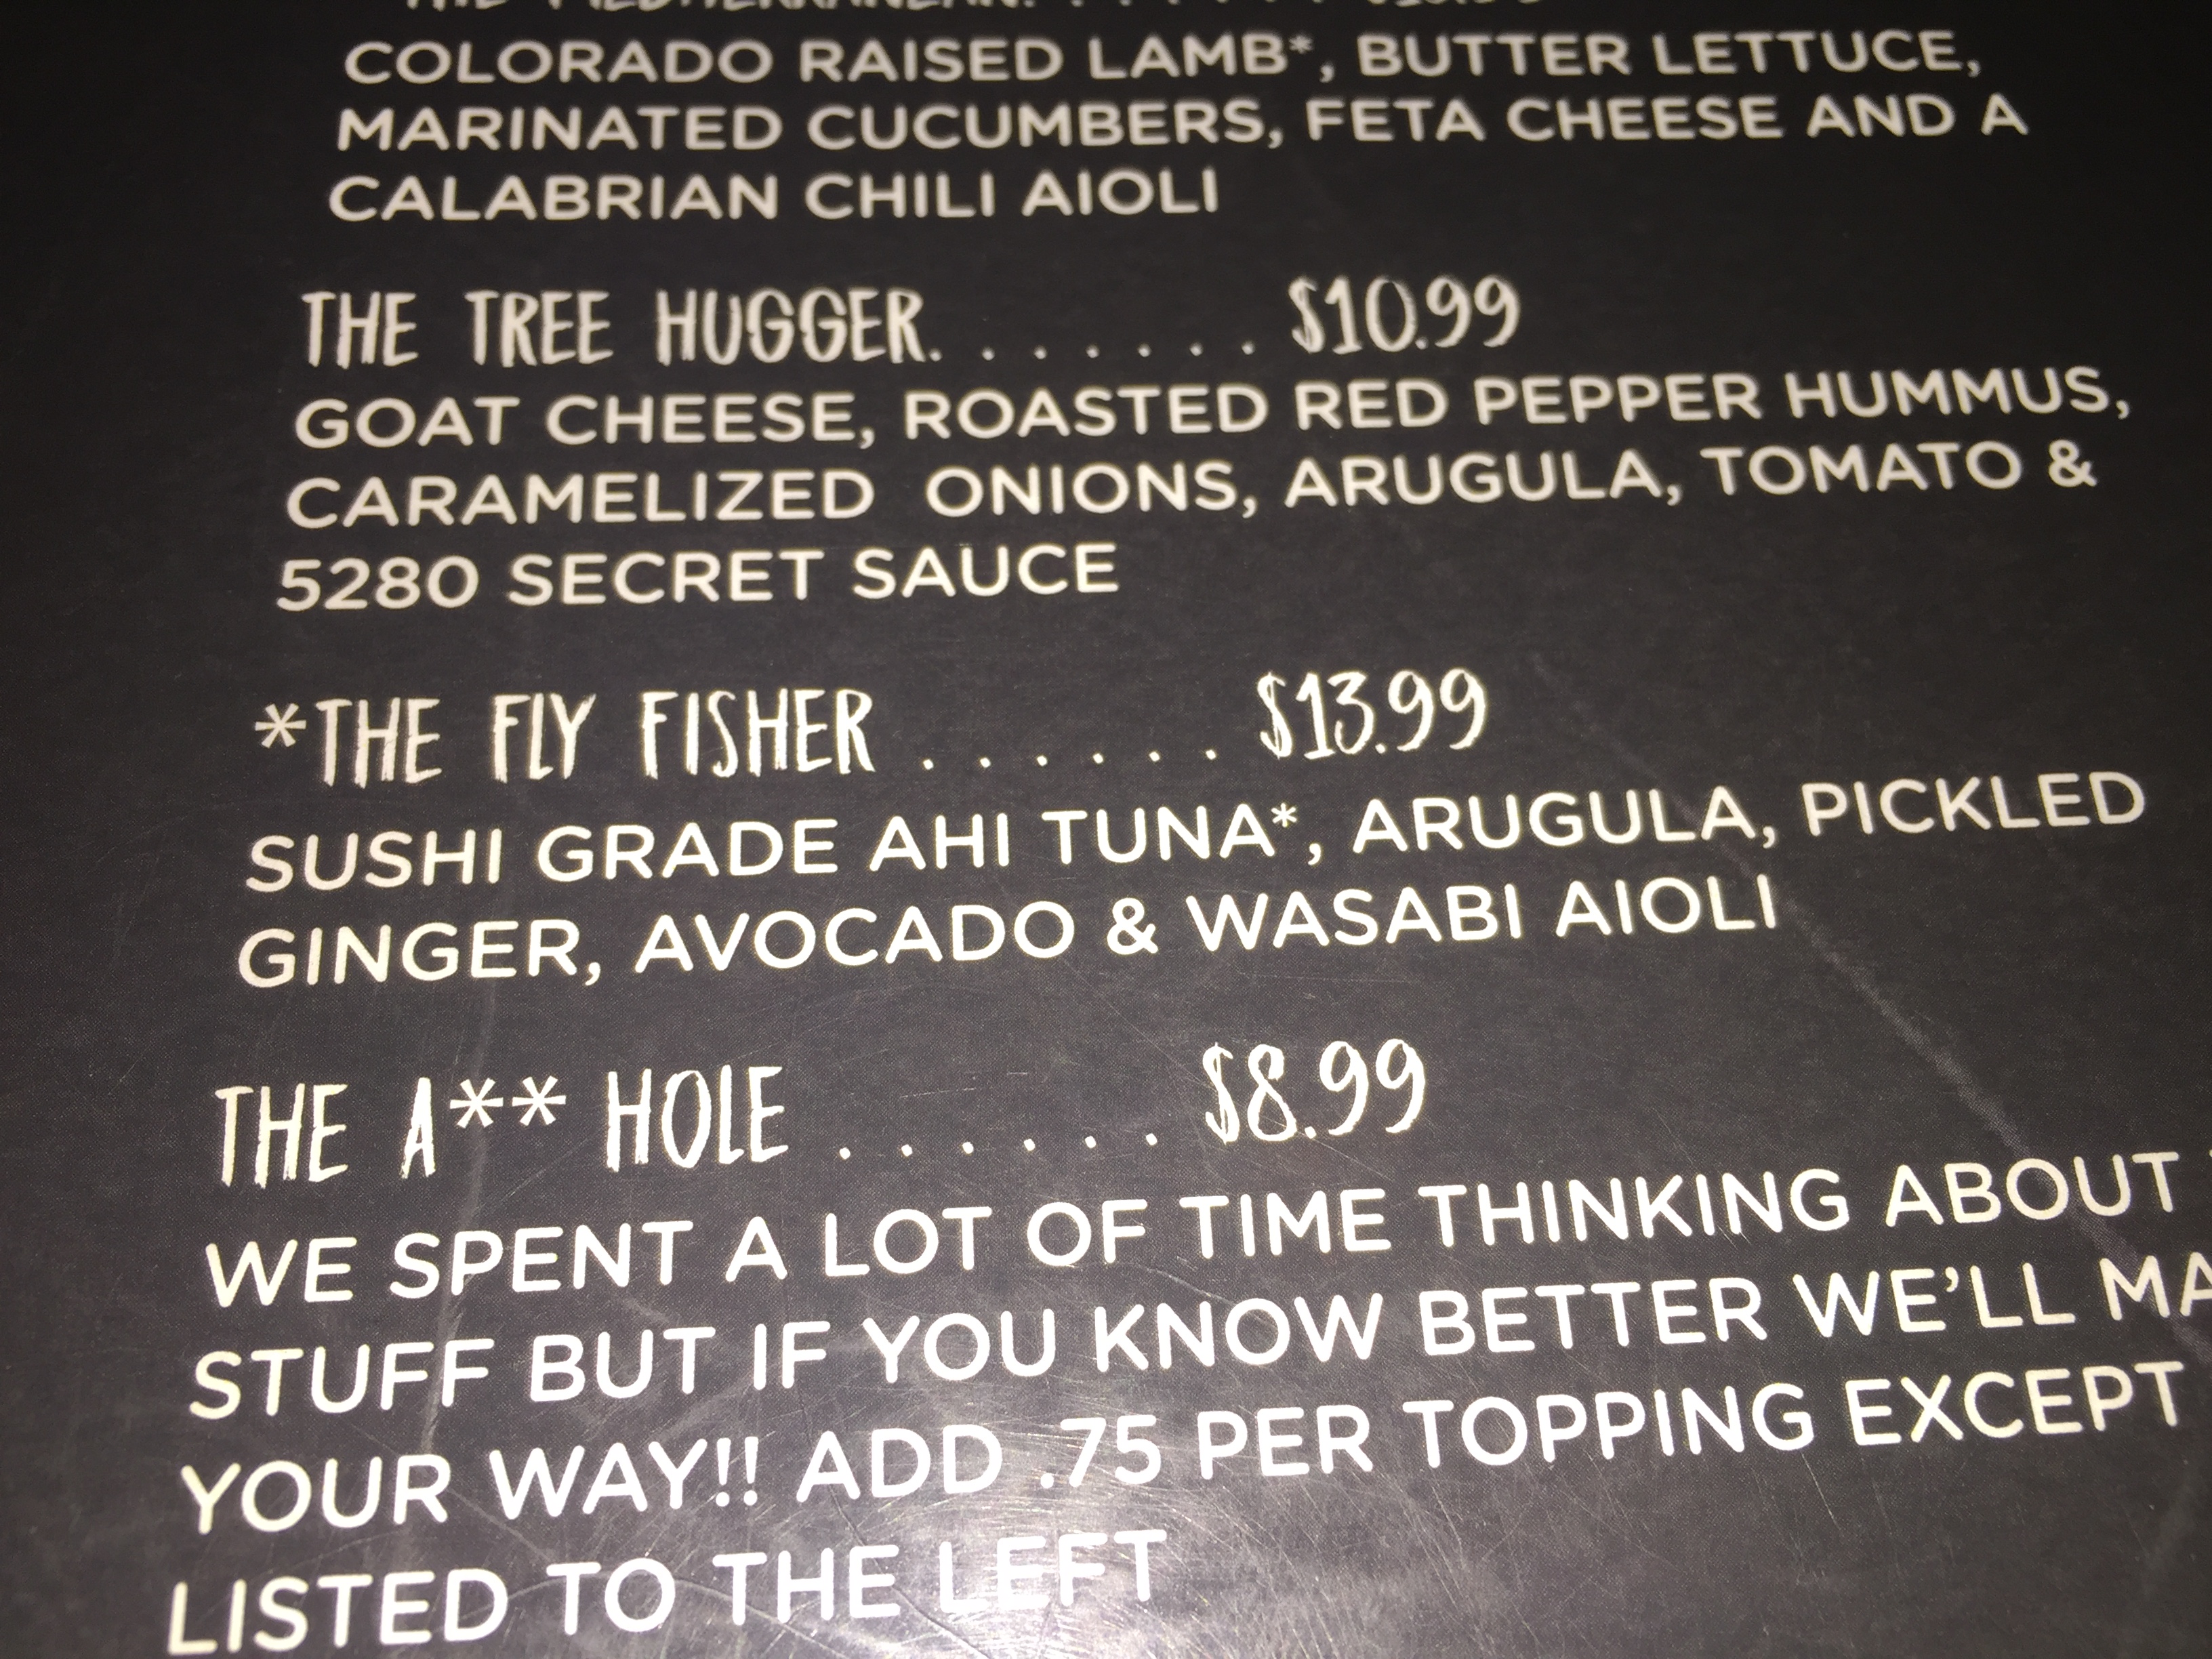 THE MEDITERRANEAN. . . . . . .
COLORADO RAISED LAMB*, BUTTER LETTUCE,
MARINATED CUCUMBERS, FETA CHEESE AND A
CALABRIAN CHILI AIOLI
THE TREE HUGGER. . . . . . . $10.99
GOAT CHEESE, ROASTED RED PEPPER HUMMUS,
CARAMELIZED ONIONS, ARUGULA, TOMATO &
5280 SECRET SAUCE
*THE FLY FISHER . . . . . . $13.99
SUSHI GRADE AHI TUNA*, ARUGULA, PICKLED
GINGER, AVOCADO & WASABI AIOLI
THE A** HOLE . . . . . . $8.99
WE SPENT A LOT OF TIME THINKING ABOUT
STUFF BUT IF YOU KNOW BETTER WE'LL MA
YOUR WAY!! ADD .75 PER TOPPING EXCEPT
LISTED TO THE LEFT